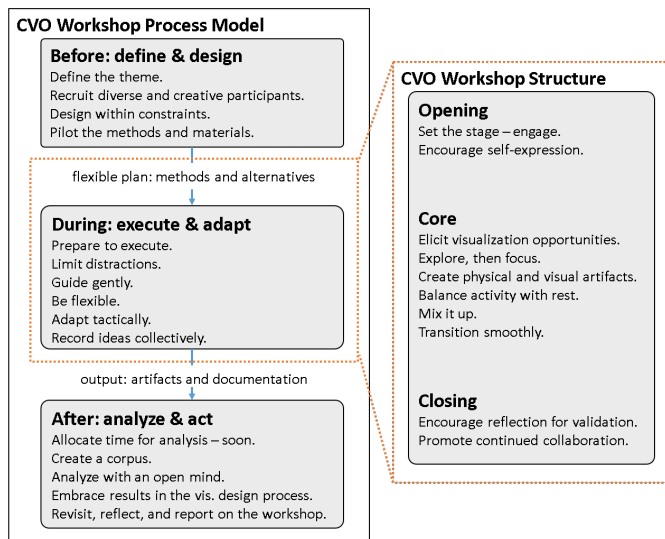 CVO Workshop Process Model
Before: define & design
Define the theme.
Recruit diverse and creative participants.
Design within constraints.
Pilot the methods and materials.
flexible plan: methods and alternatives
During: execute & adapt
Prepare to execute.
Limit distractions.
Guide gently.
Be flexible.
Adapt tactically.
Record ideas collectively.
output: artifacts and documentation
After: analyze & act
Allocate time for analysis – soon.
Create a corpus.
Analyze with an open mind.
Embrace results in the vis. design process.
Revisit, reflect, and report on the workshop.
CVO Workshop Structure
Opening
Set the stage – engage.
Encourage self-expression.
Core
Elicit visualization opportunities.
Explore, then focus.
Create physical and visual artifacts.
Balance activity with rest.
Mix it up.
Transition smoothly.
Closing
Encourage reflection for validation.
Promote continued collaboration.